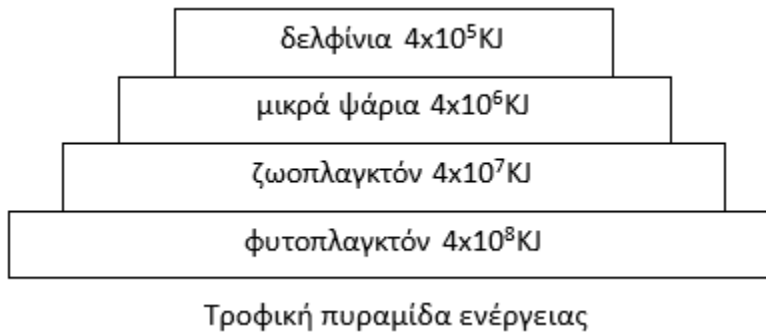 δελφίνια 4x10⁵KJ
μικρά ψάρια 4x10⁶KJ
ζωοπλαγκτόν 4x10⁷KJ
φυτοπλαγκτόν 4x10⁸KJ
Τροφική πυραμίδα ενέργειας